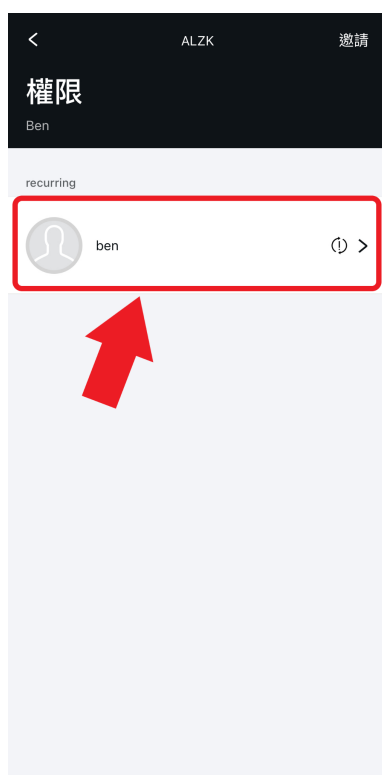 ALZK
邀請
權限
Ben
recurring
ben